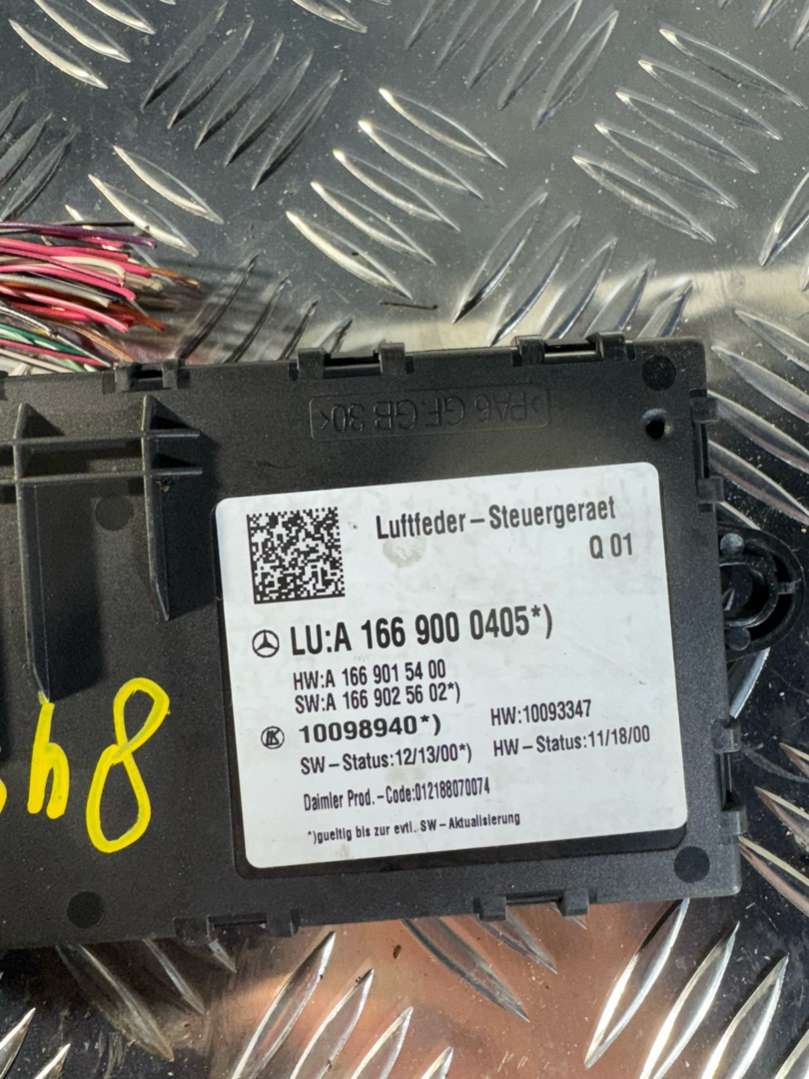 >PA6 GF.GB 30<
Luftfeder-Steuergeraet
Q 01
LU:A 166 900 0405*)
HW:A 166 901 54 00
SW:A 166 902 56 02*)
10098940*) HW:10093347
SW-Status:12/13/00*) HW-Status:11/18/00
Daimler Prod.-Code:012188070074
*)gueltig bis zur evtl. SW-Aktualisierung